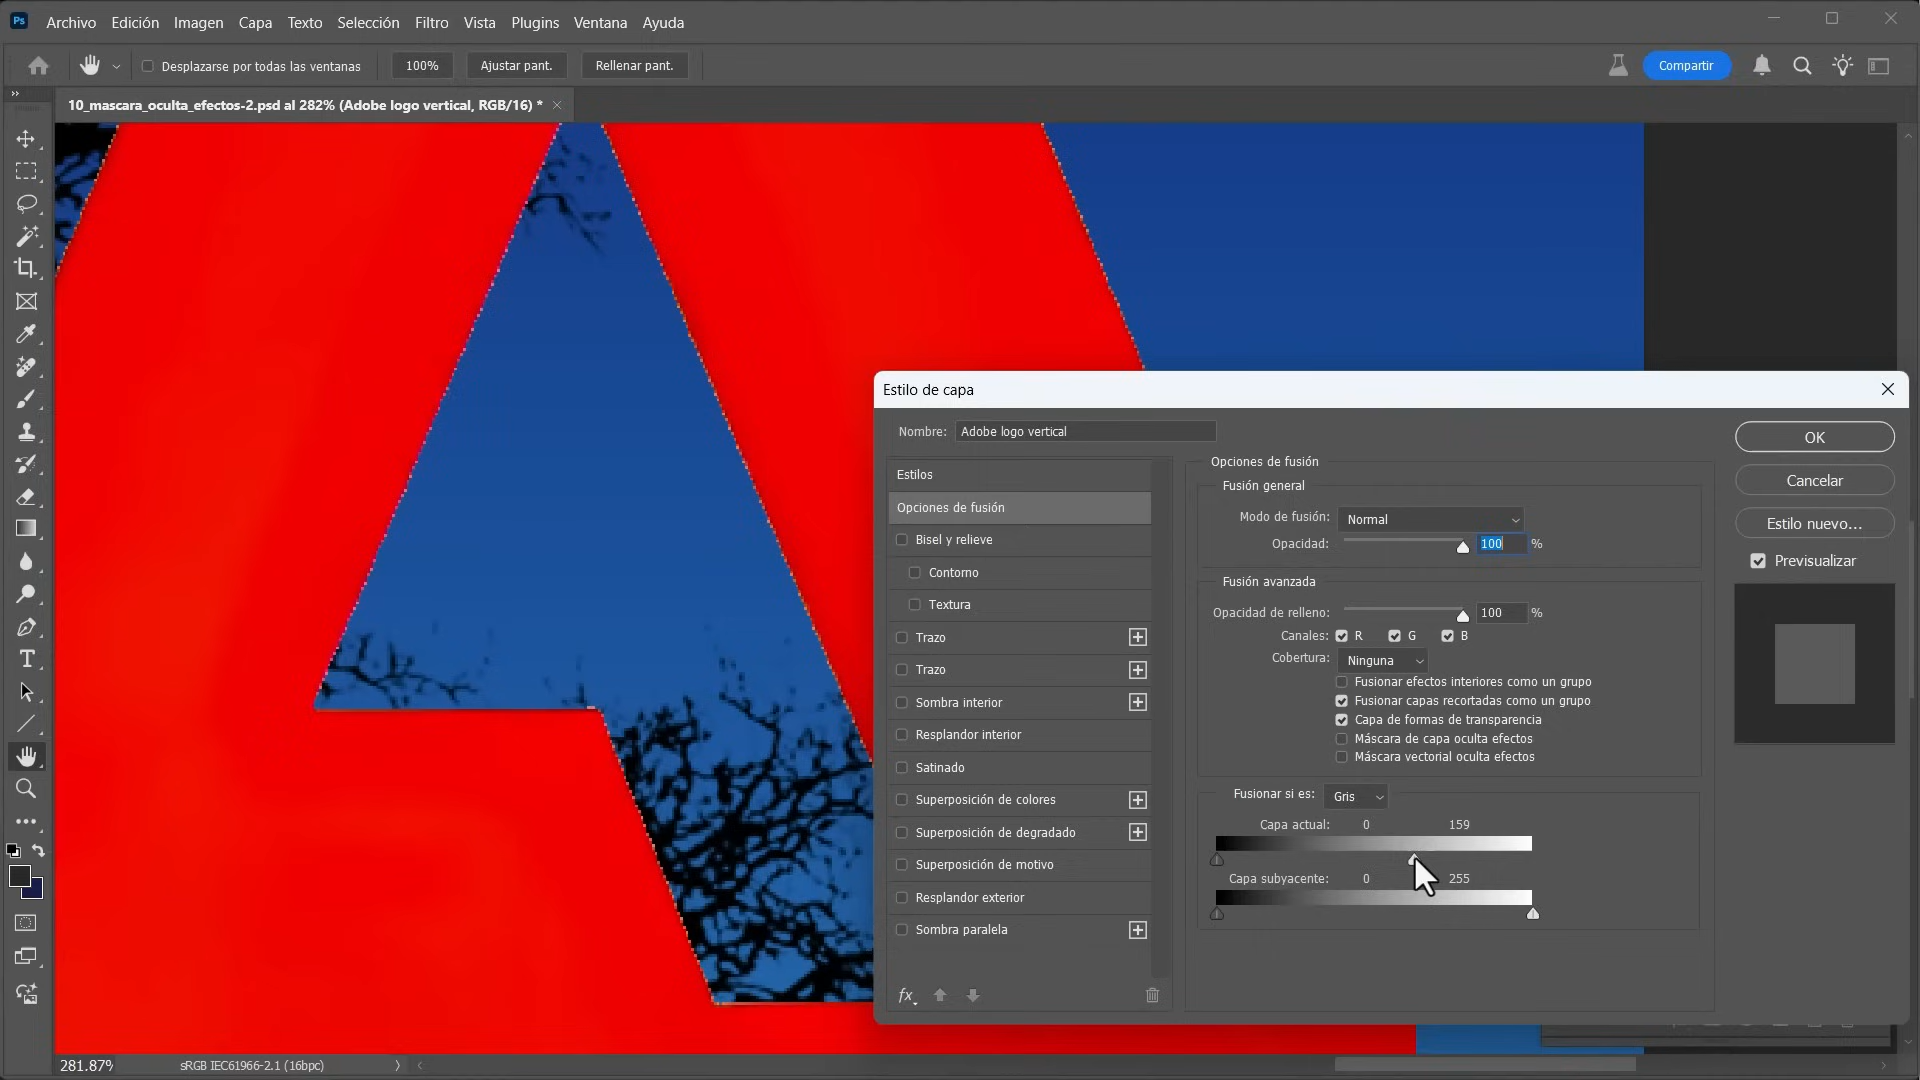 Ps Archivo Edición Imagen Capa Texto Selección Filtro Vista Plugins Ventana Ayuda
Desplazarse por todas las ventanas 100% Ajustar pant. Rellenar pant. Compartir
10_mascara_oculta_efectos-2.psd al 282% (Adobe logo vertical, RGB/16) *
Estilo de capa
Nombre: Adobe logo vertical
Estilos
Opciones de fusión
Bisel y relieve
Contorno
Textura
Trazo
Trazo
Sombra interior
Resplandor interior
Satinado
Superposición de colores
Superposición de degradado
Superposición de motivo
Resplandor exterior
Sombra paralela
fx
Opciones de fusión
Fusión general
Modo de fusión: Normal
Opacidad: 100 %
Fusión avanzada
Opacidad de relleno: 100 %
Canales: R G B
Cobertura: Ninguna
Fusionar efectos interiores como un grupo
Fusionar capas recortadas como un grupo
Capa de formas de transparencia
Máscara de capa oculta efectos
Máscara vectorial oculta efectos
Fusionar si es: Gris
Capa actual: 0 159
Capa subyacente: 0 255
OK
Cancelar
Estilo nuevo...
Previsualizar
281.87% sRGB IEC61966-2.1 (16bpc)